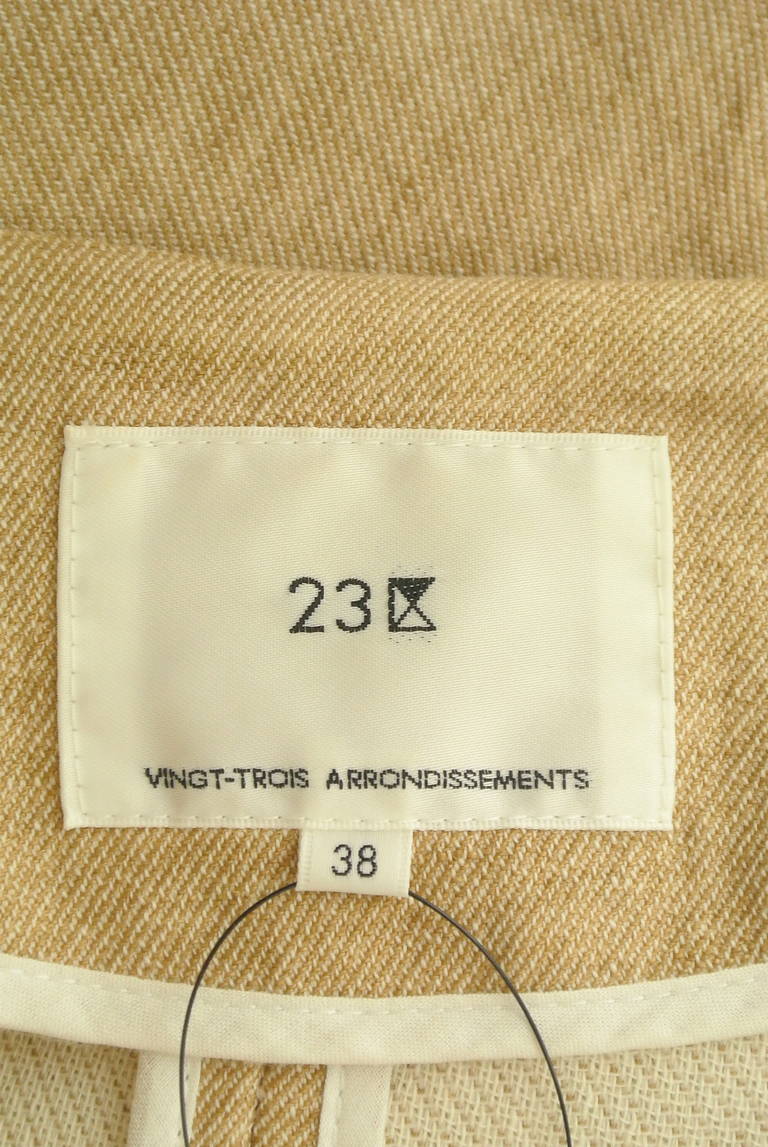 23区
VINGT-TROIS ARRONDISSEMENTS
38